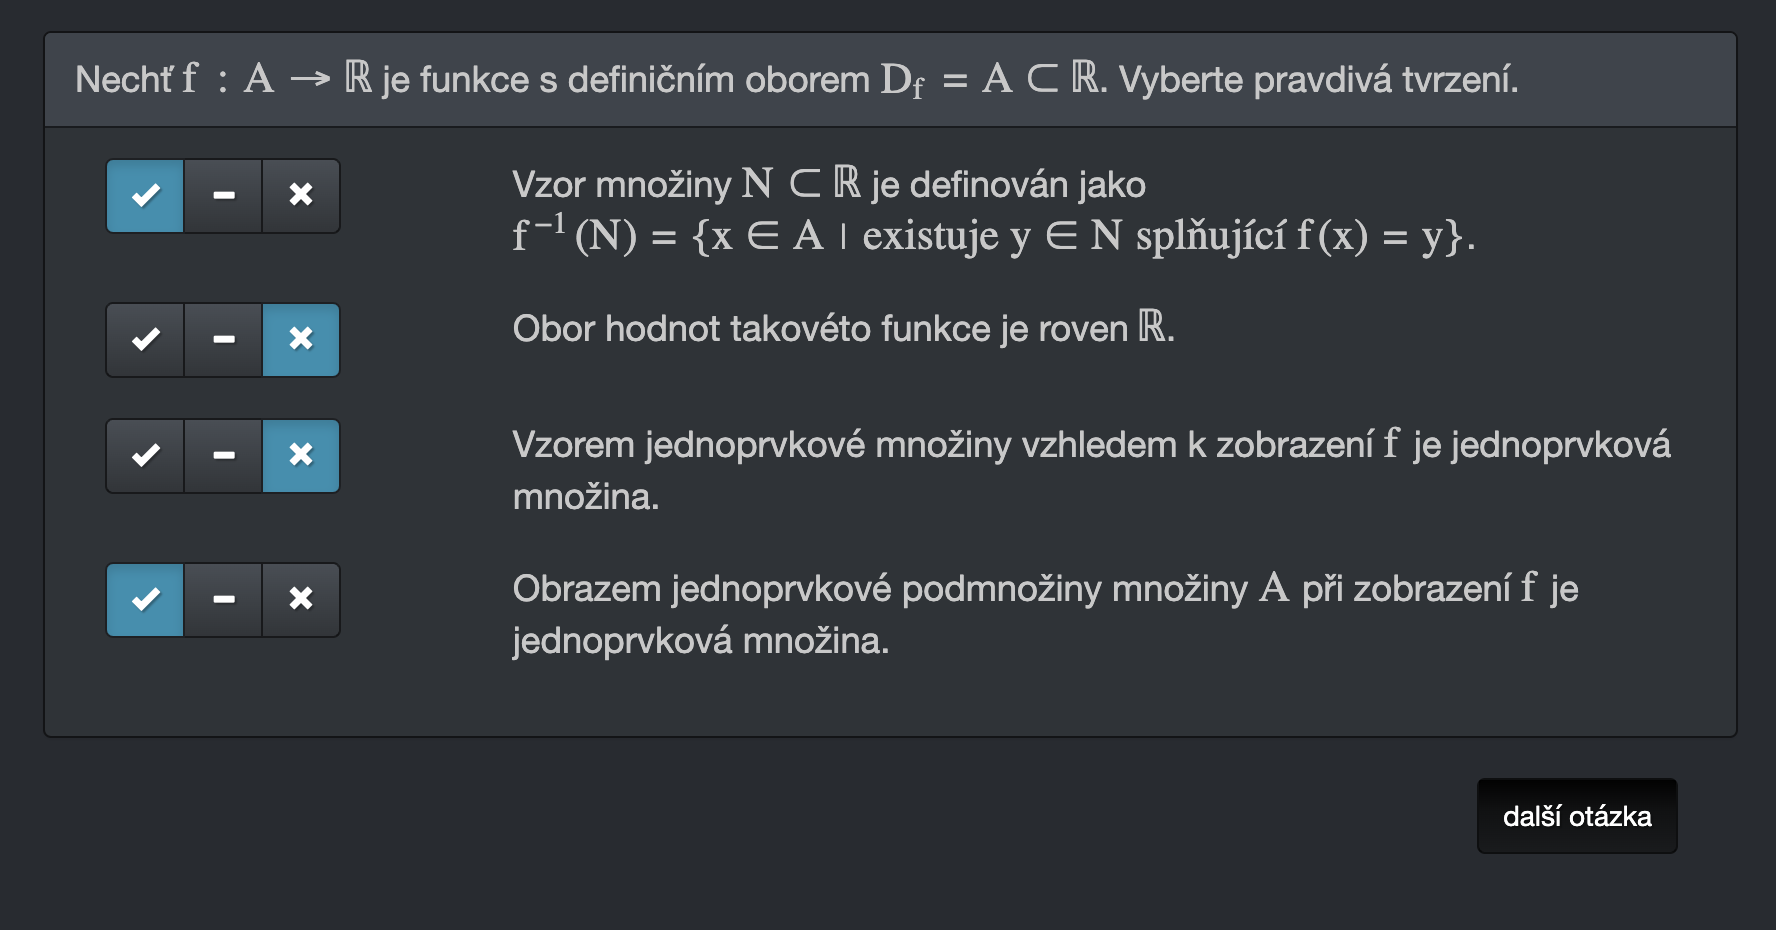 Nechť f : A → ℝ je funkce s definičním oborem D_f = A ⊂ ℝ. Vyberte pravdivá tvrzení.
Vzor množiny N ⊂ ℝ je definován jako
f⁻¹(N) = {x ∈ A | existuje y ∈ N splňující f(x) = y}.
Obor hodnot takovéto funkce je roven ℝ.
Vzorem jednoprvkové množiny vzhledem k zobrazení f je jednoprvková
množina.
Obrazem jednoprvkové podmnožiny množiny A při zobrazení f je
jednoprvková množina.
další otázka